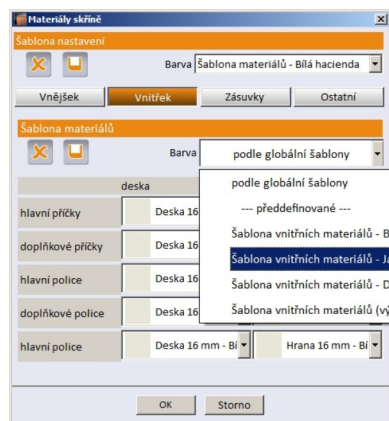 Materiály skříně
Šablona nastavení
Barva Šablona materiálů - Bílá hacienda
Vnějšek Vnitřek Zásuvky Ostatní
Šablona materiálů
Barva podle globální šablony
podle globální šablony
--- předdefinované ---
Šablona vnitřních materiálů - B
Šablona vnitřních materiálů - Ja
Šablona vnitřních materiálů - D
Šablona vnitřních materiálů (vý
deska
hlavní příčky Deska 16
doplňkové příčky Deska 16
hlavní police Deska 16
doplňkové police Deska 16
hlavní police Deska 16 mm - Bí Hrana 16 mm - Bí
OK Storno